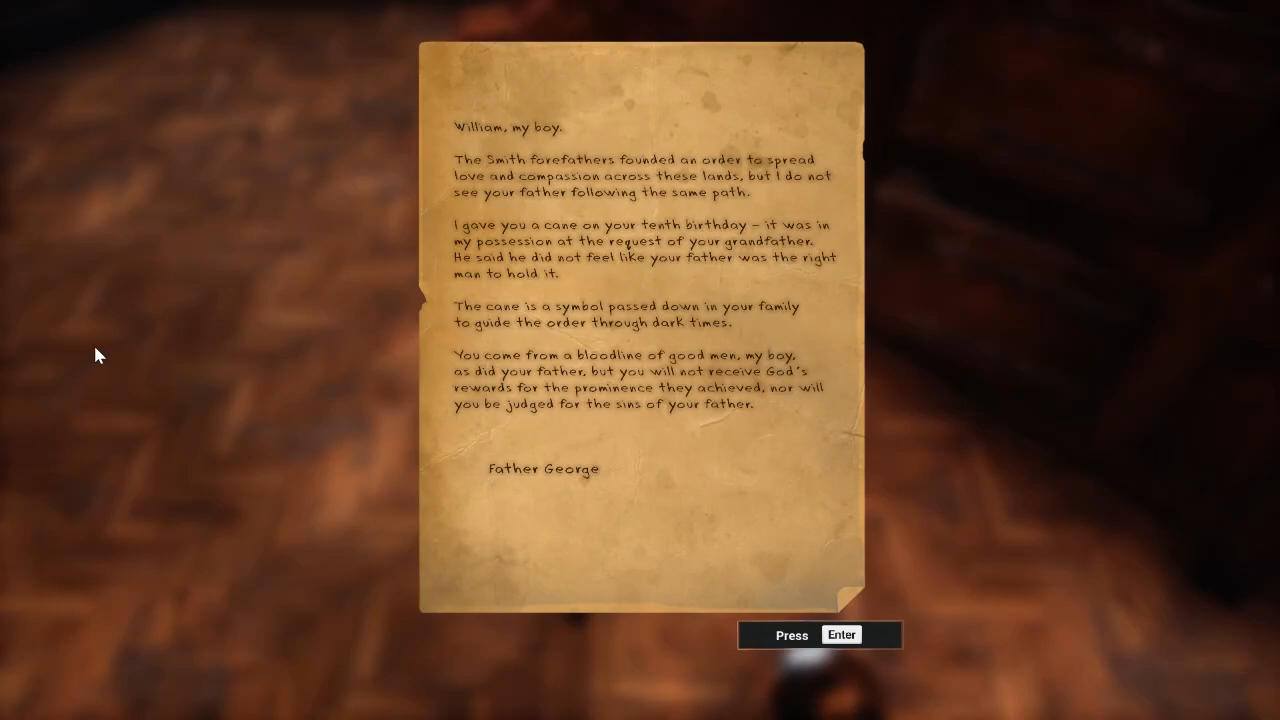 William, my boy.
The Smith forefathers founded an order to spread
love and compassion across these lands, but I do not
see your father following the same path.
I gave you a cane on your tenth birthday – it was in
my possession at the request of your grandfather.
He said he did not feel like your father was the right
man to hold it.
The cane is a symbol passed down in your family
to guide the order through dark times.
You come from a bloodline of good men, my boy,
as did your father, but you will not receive God's
rewards for the prominence they achieved, nor will
you be judged for the sins of your father.
Father George
Press Enter